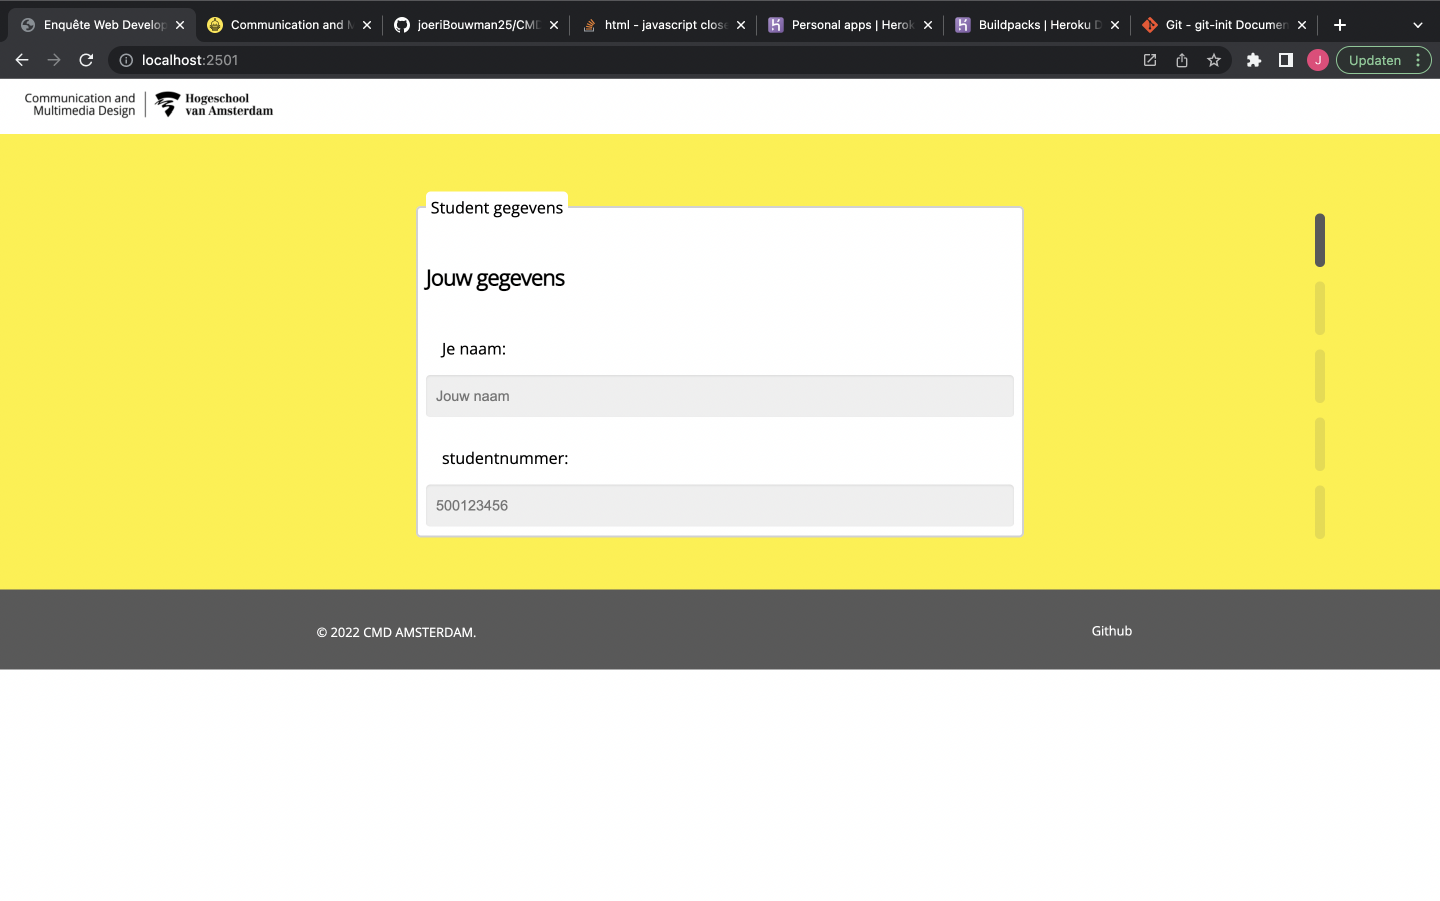 Enquête Web Develop
Communication and M
joeriBouwman25/CMD
html - javascript close
Personal apps | Herok
Buildpacks | Heroku D
Git - git-init Documen
localhost:2501
J
Updaten
Communication and
Multimedia Design
Hogeschool
van Amsterdam
Student gegevens
Jouw gegevens
Je naam:
Jouw naam
studentnummer:
500123456
© 2022 CMD AMSTERDAM.
Github